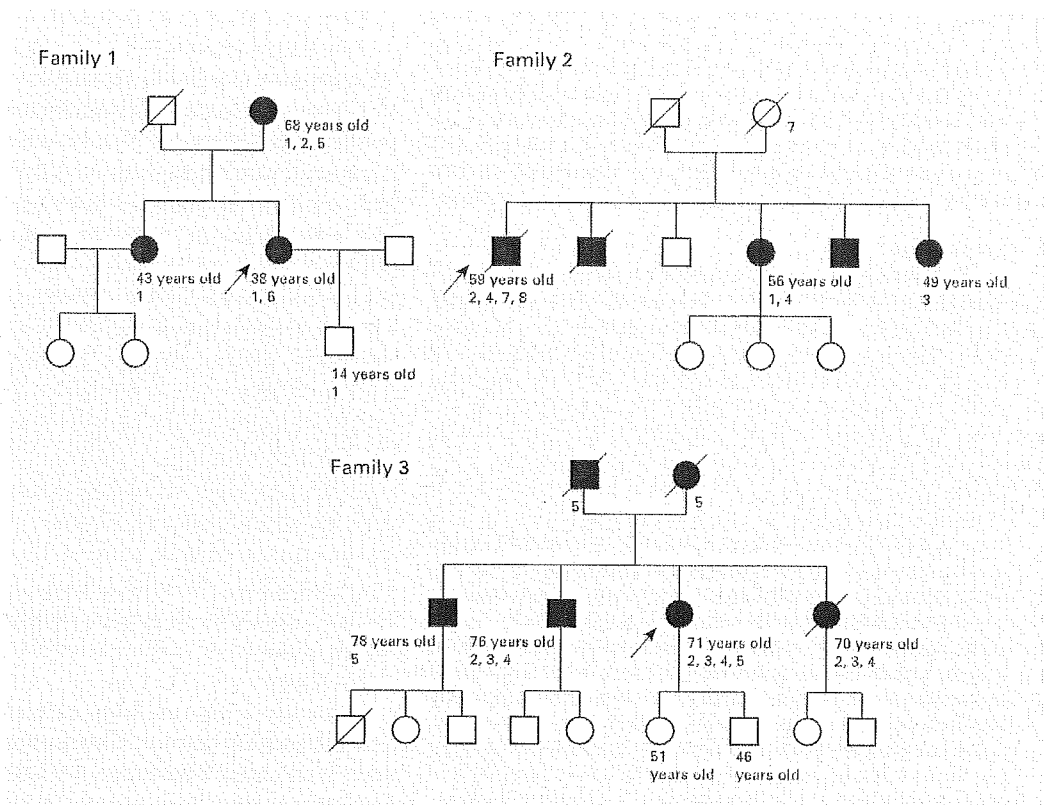 Family 1
68 years old
1, 2, 5
43 years old
1
38 years old
1, 6
14 years old
1
Family 2
7
59 years old
2, 4, 7, 8
56 years old
1, 4
49 years old
3
Family 3
5
5
78 years old
5
76 years old
2, 3, 4
71 years old
2, 3, 4, 5
70 years old
2, 3, 4
51
years old
46
years old